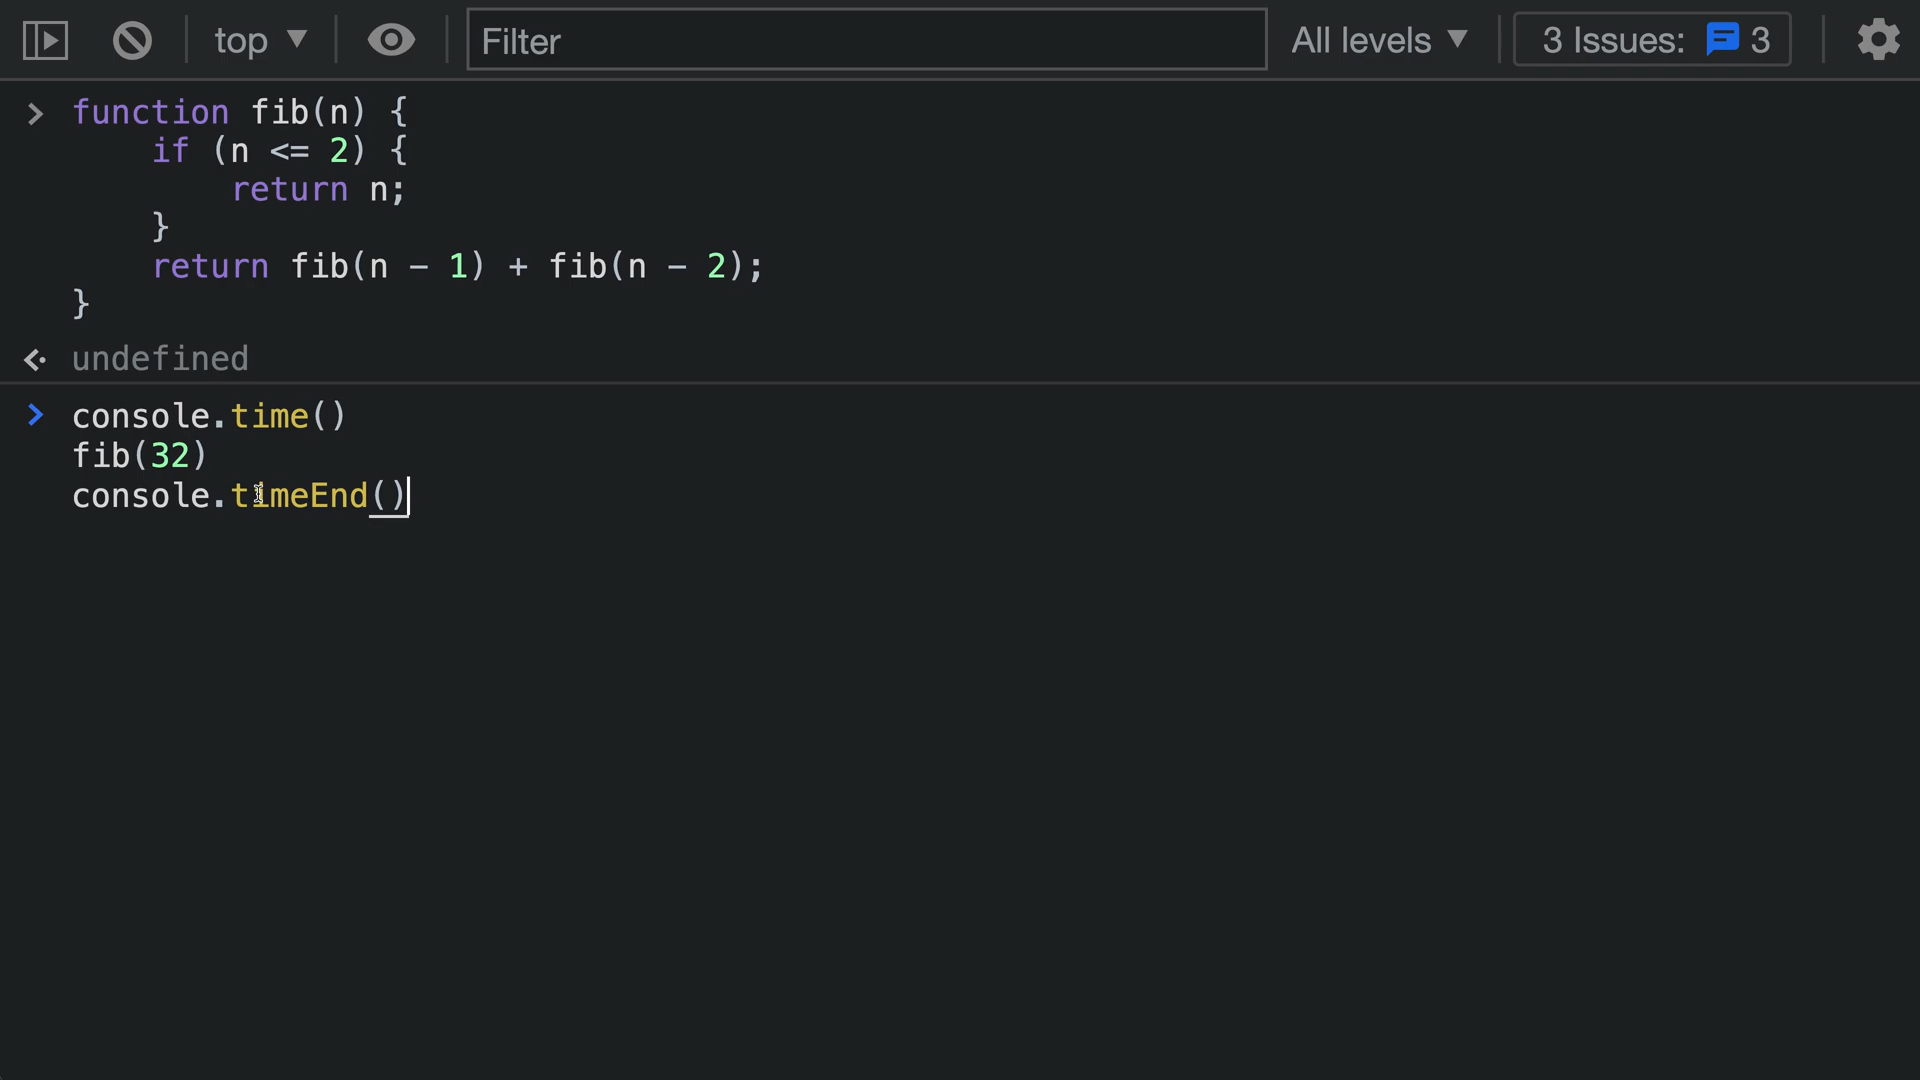 top ▼ Filter All levels ▼ 3 Issues: 3
> function fib(n) {
if (n <= 2) {
return n;
}
return fib(n - 1) + fib(n - 2);
}
undefined
> console.time()
fib(32)
console.timeEnd()